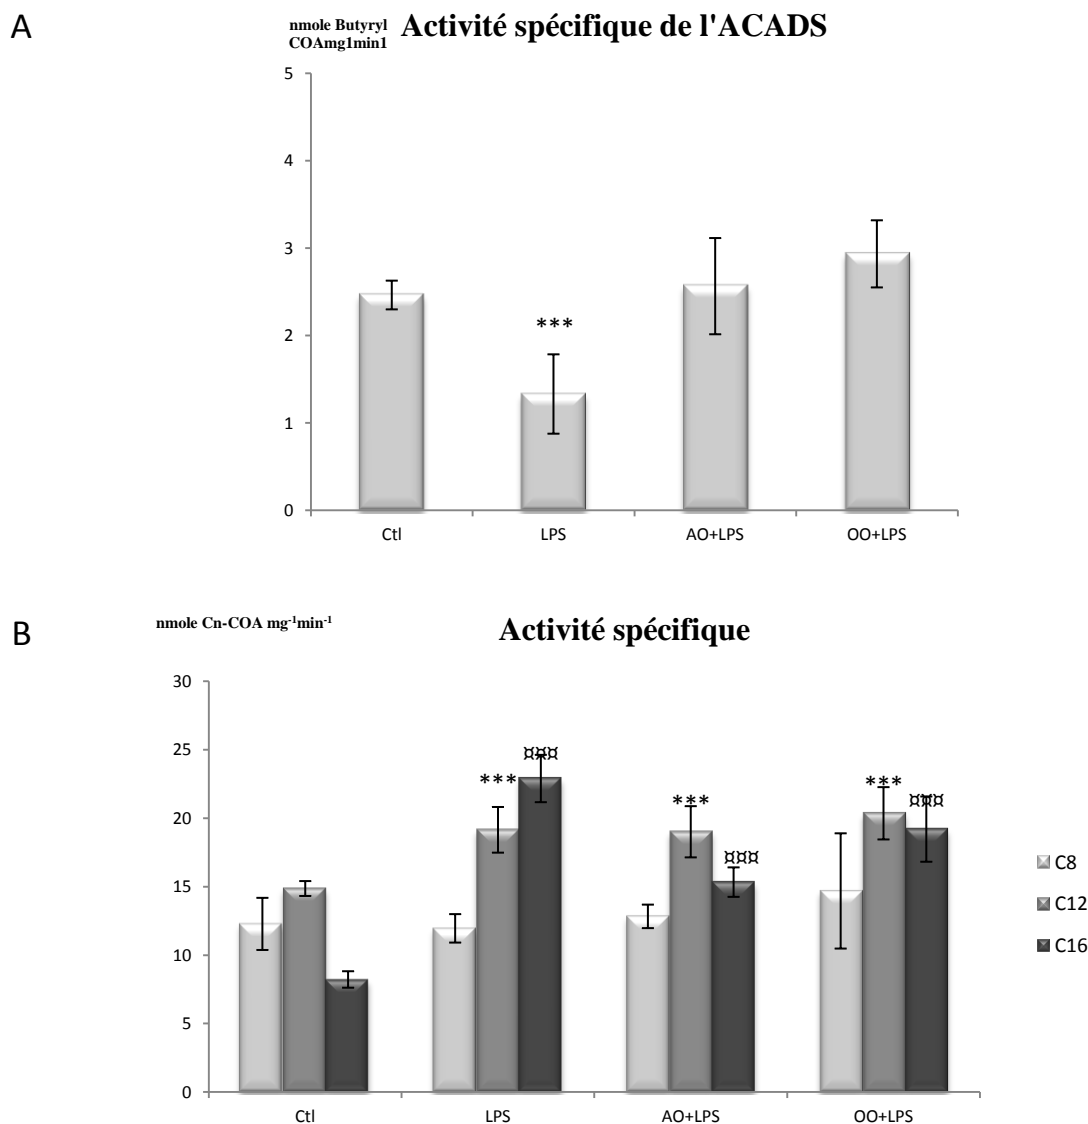 A
nmole Butyryl
COAmg1min1
Activité spécifique de l'ACADS
5
4
3
2
1
0
***
Ctl
LPS
AO+LPS
OO+LPS
B
nmole Cn-COA mg⁻¹min⁻¹
Activité spécifique
30
25
20
15
10
5
0
***
¤¤¤
***
¤¤¤
***
¤¤¤
C8
C12
C16
Ctl
LPS
AO+LPS
OO+LPS